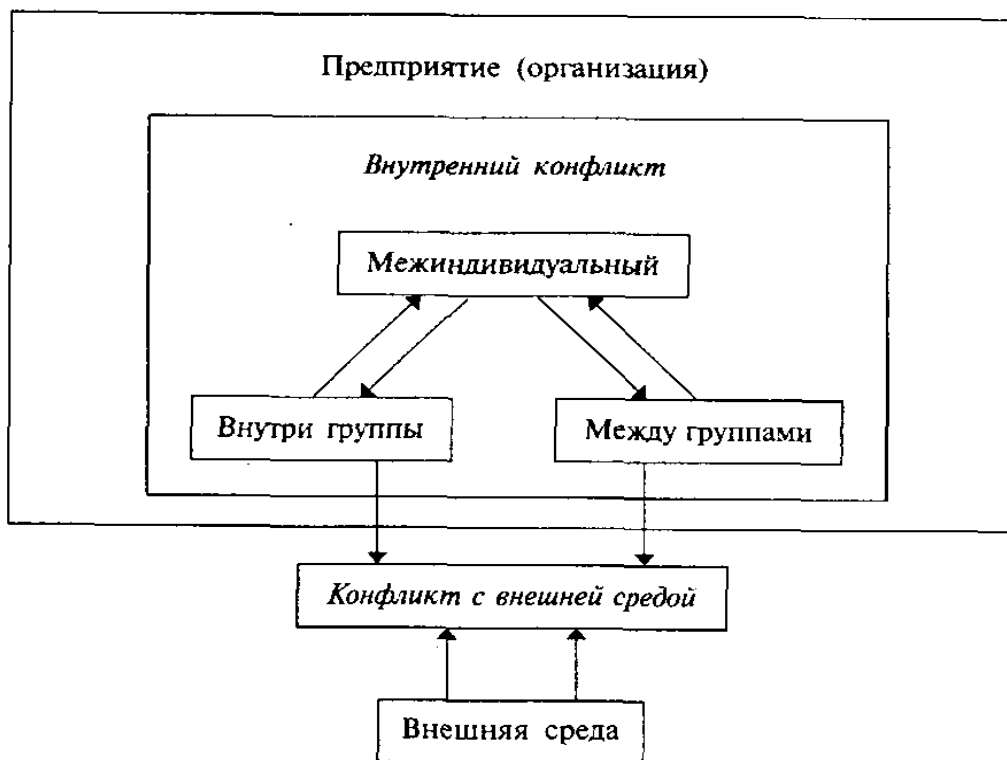 Предприятие (организация)
Внутренний конфликт
Межиндивидуальный
Внутри группы
Между группами
Конфликт с внешней средой
Внешняя среда